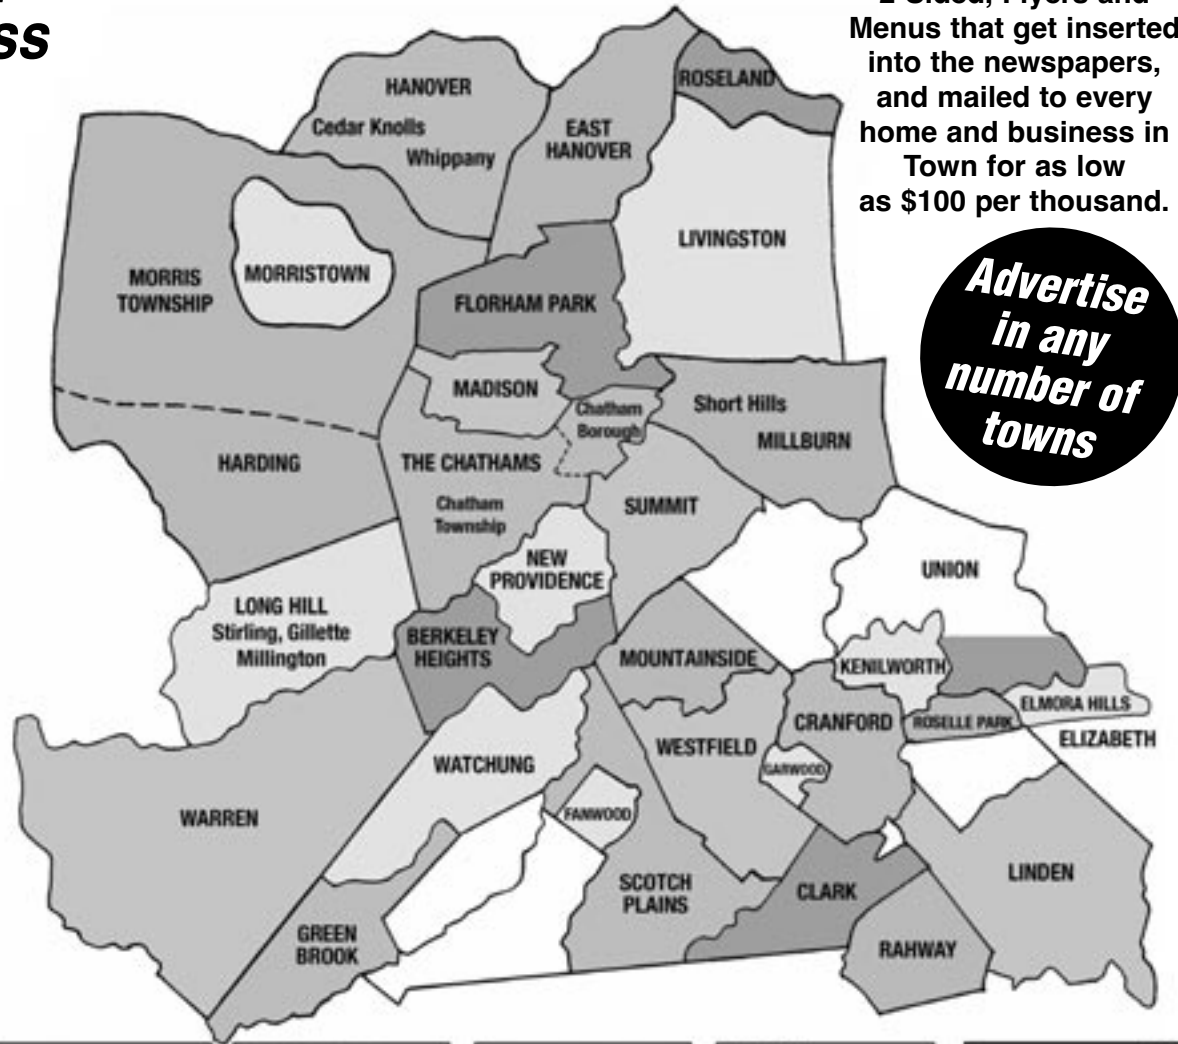 ss
Menus that get inserted
into the newspapers,
and mailed to every
home and business in
Town for as low
as $100 per thousand.
Advertise
in any
number of
towns
HANOVER
Cedar Knolls
Whippany
EAST
HANOVER
ROSELAND
LIVINGSTON
MORRIS
TOWNSHIP
MORRISTOWN
FLORHAM PARK
MADISON
Chatham
Borough
Short Hills
MILLBURN
HARDING
THE CHATHAMS
Chatham
Township
SUMMIT
NEW
PROVIDENCE
UNION
LONG HILL
Stirling, Gillette
Millington
BERKELEY
HEIGHTS
MOUNTAINSIDE
KENILWORTH
ELMORA HILLS
ROSELLE PARK
ELIZABETH
CRANFORD
WESTFIELD
GARWOOD
WATCHUNG
WARREN
FANWOOD
SCOTCH
PLAINS
CLARK
LINDEN
GREEN
BROOK
RAHWAY